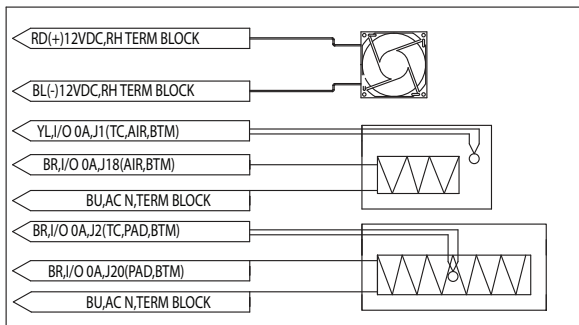 RD(+)12VDC,RH TERM BLOCK
BL(-)12VDC,RH TERM BLOCK
YL,I/O 0A,J1(TC,AIR,BTM)
BR,I/O 0A,J18(AIR,BTM)
BU,AC N,TERM BLOCK
BR,I/O 0A,J2(TC,PAD,BTM)
BR,I/O 0A,J20(PAD,BTM)
BU,AC N,TERM BLOCK